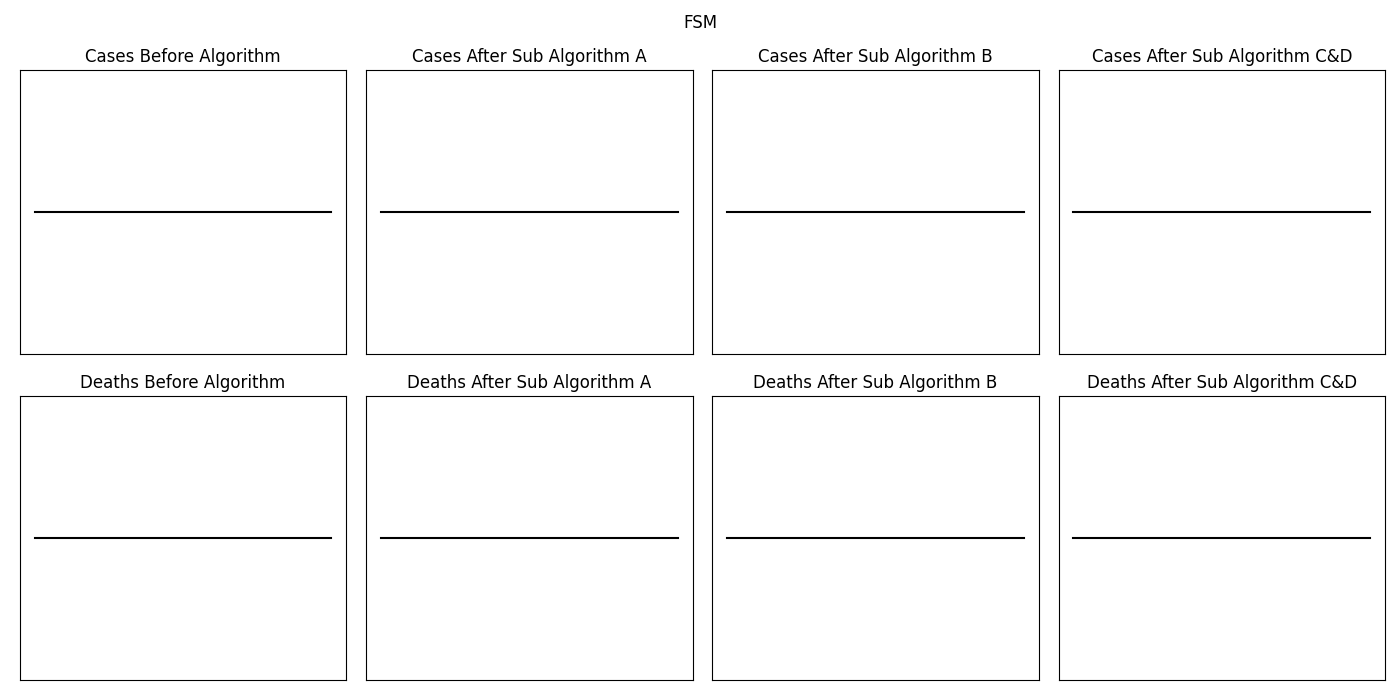 FSM
Cases Before Algorithm
Cases After Sub Algorithm A
Cases After Sub Algorithm B
Cases After Sub Algorithm C&D
Deaths Before Algorithm
Deaths After Sub Algorithm A
Deaths After Sub Algorithm B
Deaths After Sub Algorithm C&D